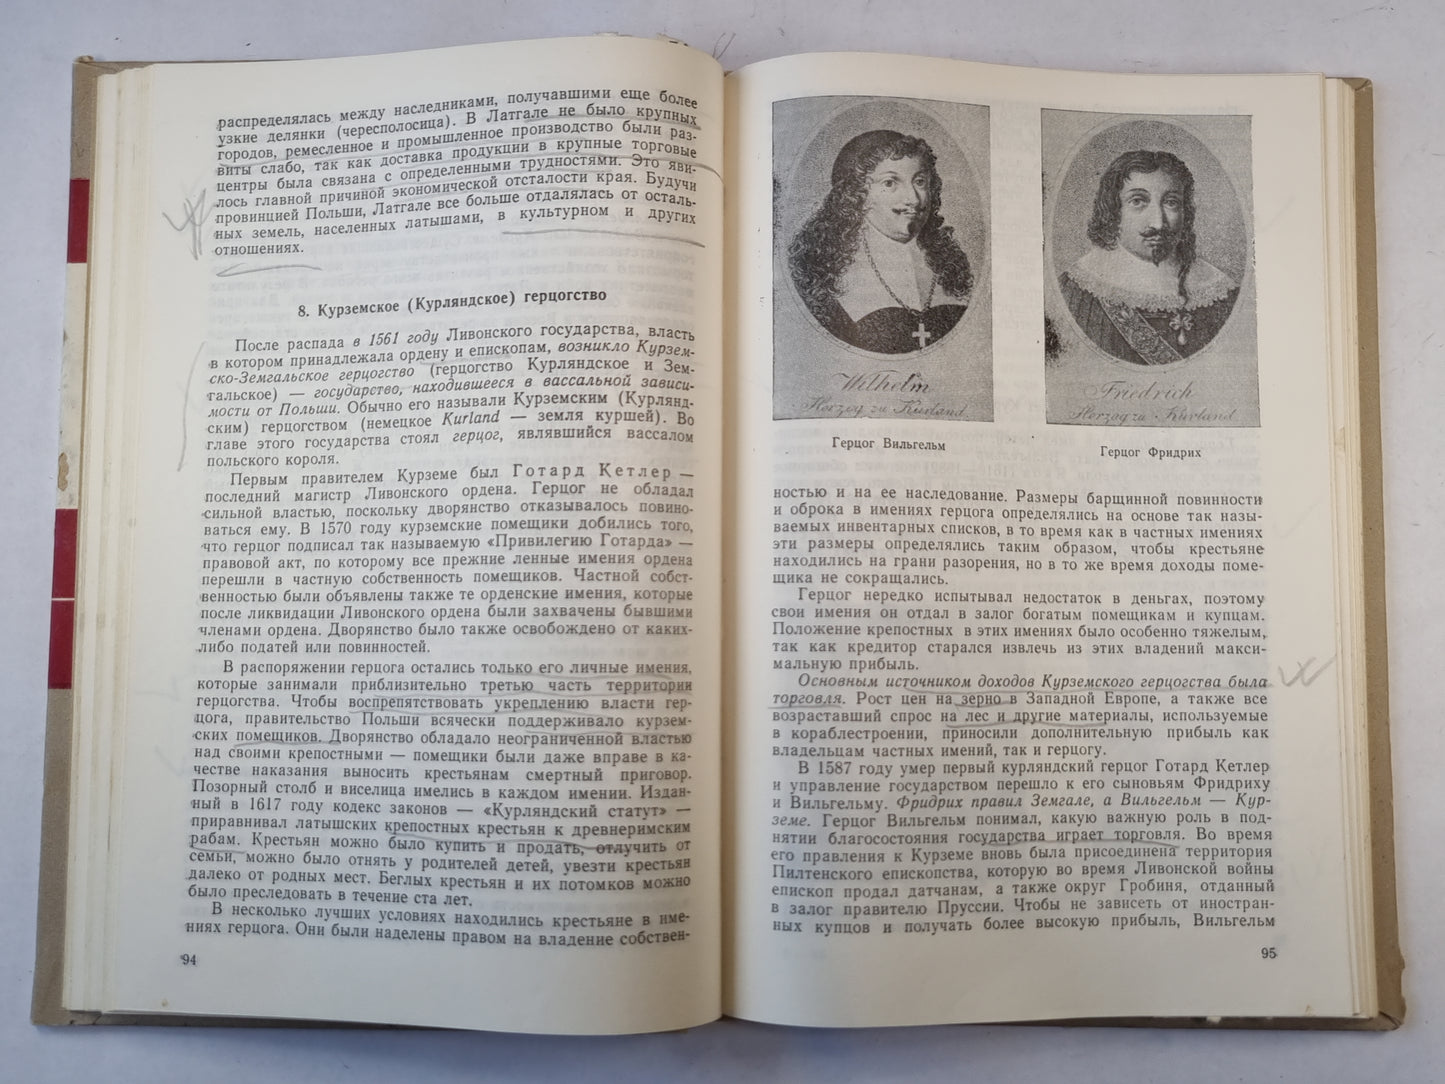 распределялась между наследниками, получавшими еще более
узкие делянки (чересполосица). В Латгале не было крупных
городов, ремесленное и промышленное производство были раз-
виты слабо, так как доставка продукции в крупные торговые
центры была связана с определенными трудностями. Это яви-
лось главной причиной экономической отсталости края. Будучи
провинцией Польши, Латгале все больше отдалялась от осталь-
ных земель, населенных латышами, в культурном и других
отношениях.
8. Курземское (Курляндское) герцогство
После распада в 1561 году Ливонского государства, власть
в котором принадлежала ордену и епископам, возникло Курзем-
ско-Земгальское герцогство (герцогство Курляндское и Зем-
гальское) — государство, находившееся в вассальной зависи-
мости от Польши. Обычно его называли Курземским (Курлянд-
ским) герцогством (немецкое Kurland — земля куршей). Во
главе этого государства стоял герцог, являвшийся вассалом
польского короля.
Первым правителем Курземе был Готард Кетлер —
последний магистр Ливонского ордена. Герцог не обладал
сильной властью, поскольку дворянство отказывалось повино-
ваться ему. В 1570 году курземские помещики добились того,
что герцог подписал так называемую «Привилегию Готарда» —
правовой акт, по которому все прежние ленные имения ордена
перешли в частную собственность помещиков. Частной собст-
венностью были объявлены также те орденские имения, которые
после ликвидации Ливонского ордена были захвачены бывшими
членами ордена. Дворянство было также освобождено от каких-
либо податей или повинностей.
В распоряжении герцога остались только его личные имения,
которые занимали приблизительно третью часть территории
герцогства. Чтобы воспрепятствовать укреплению власти гер-
цога, правительство Польши всячески поддерживало курзем-
ских помещиков. Дворянство обладало неограниченной властью
над своими крепостными — помещики были даже вправе в ка-
честве наказания выносить крестьянам смертный приговор.
Позорный столб и виселица имелись в каждом имении. Издан-
ный в 1617 году кодекс законов — «Курляндский статут» —
приравнивал латышских крепостных крестьян к древнеримским
рабам. Крестьян можно было купить и продать, отлучить от
семьи, можно было отнять у родителей детей, увезти крестьян
далеко от родных мест. Беглых крестьян и их потомков можно
было преследовать в течение ста лет.
В несколько лучших условиях находились крестьяне в име-
ниях герцога. Они были наделены правом на владение собствен-
94
Wilhelm
Herzog zu Kurland.
Friedrich
Herzog zu Kurland.
Герцог Вильгельм
Герцог Фридрих
ностью и на ее наследование. Размеры барщинной повинности
и оброка в имениях герцога определялись на основе так назы-
ваемых инвентарных списков, в то время как в частных имениях
эти размеры определялись таким образом, чтобы крестьяне
находились на грани разорения, но в то же время доходы поме-
щика не сокращались.
Герцог нередко испытывал недостаток в деньгах, поэтому
свои имения он отдал в залог богатым помещикам и купцам.
Положение крепостных в этих имениях было особенно тяжелым,
так как кредитор старался извлечь из этих владений макси-
мальную прибыль.
Основным источником доходов Курземского герцогства была
торговля. Рост цен на зерно в Западной Европе, а также все
возраставший спрос на лес и другие материалы, используемые
в кораблестроении, приносили дополнительную прибыль как
владельцам частных имений, так и герцогу.
В 1587 году умер первый курляндский герцог Готард Кетлер
и управление государством перешло к его сыновьям Фридриху
и Вильгельму. Фридрих правил Земгале, а Вильгельм — Кур-
земе. Герцог Вильгельм понимал, какую важную роль в под-
нятии благосостояния государства играет торговля. Во время
его правления к Курземе вновь была присоединена территория
Пилтенского епископства, которую во время Ливонской войны
епископ продал датчанам, а также округ Гробиня, отданный
в залог правителю Пруссии. Чтобы не зависеть от иностран-
ных купцов и получать более высокую прибыль, Вильгельм
95